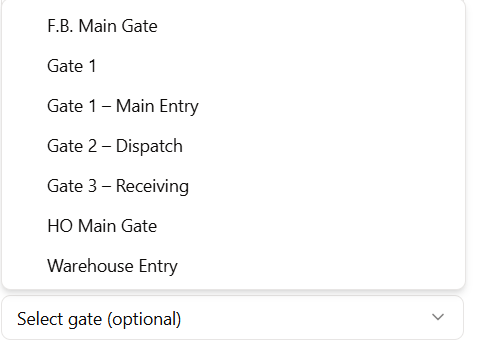 F.B. Main Gate
Gate 1
Gate 1 – Main Entry
Gate 2 – Dispatch
Gate 3 – Receiving
HO Main Gate
Warehouse Entry
Select gate (optional)